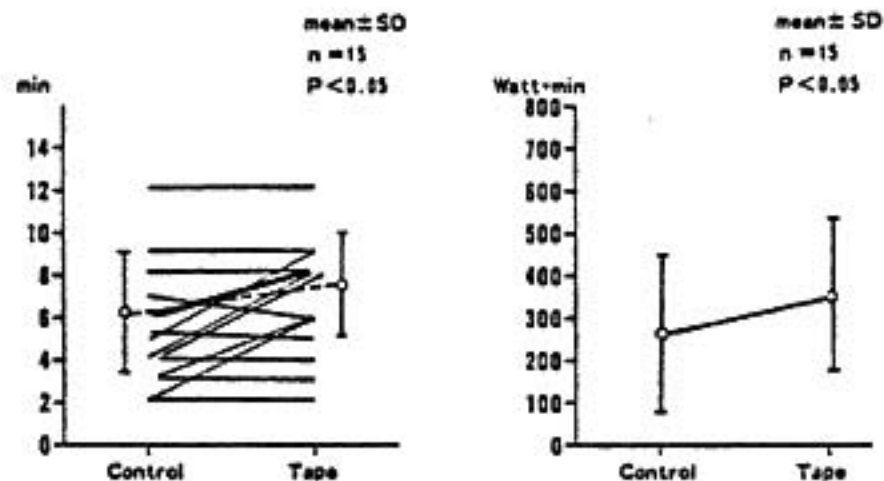 mean ± SD
n = 15
P < 0.05
min
14
12
10
8
6
4
2
0
Control Tape
mean ± SD
n = 15
P < 0.05
Watt·min
800
700
600
500
400
300
200
100
0
Control Tape